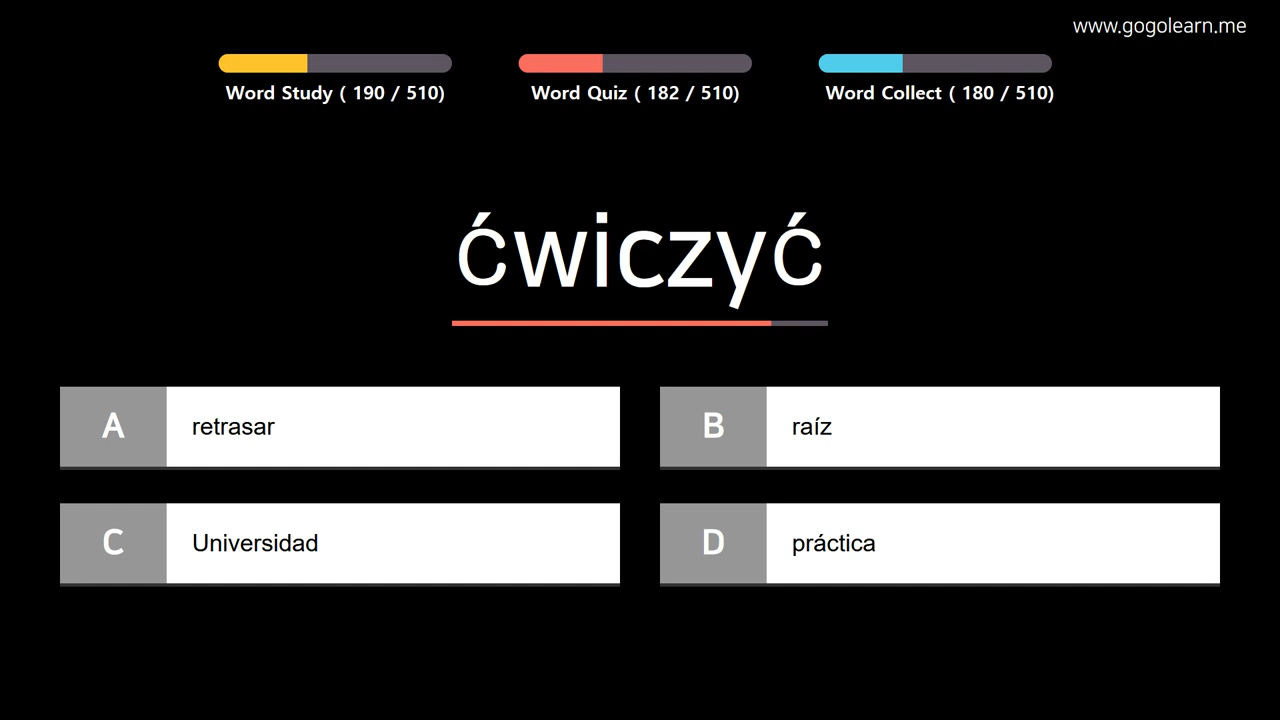 www.gogolearn.me
Word Study ( 190 / 510)
Word Quiz ( 182 / 510)
Word Collect ( 180 / 510)
ćwiczyć
A retrasar
B raíz
C Universidad
D práctica